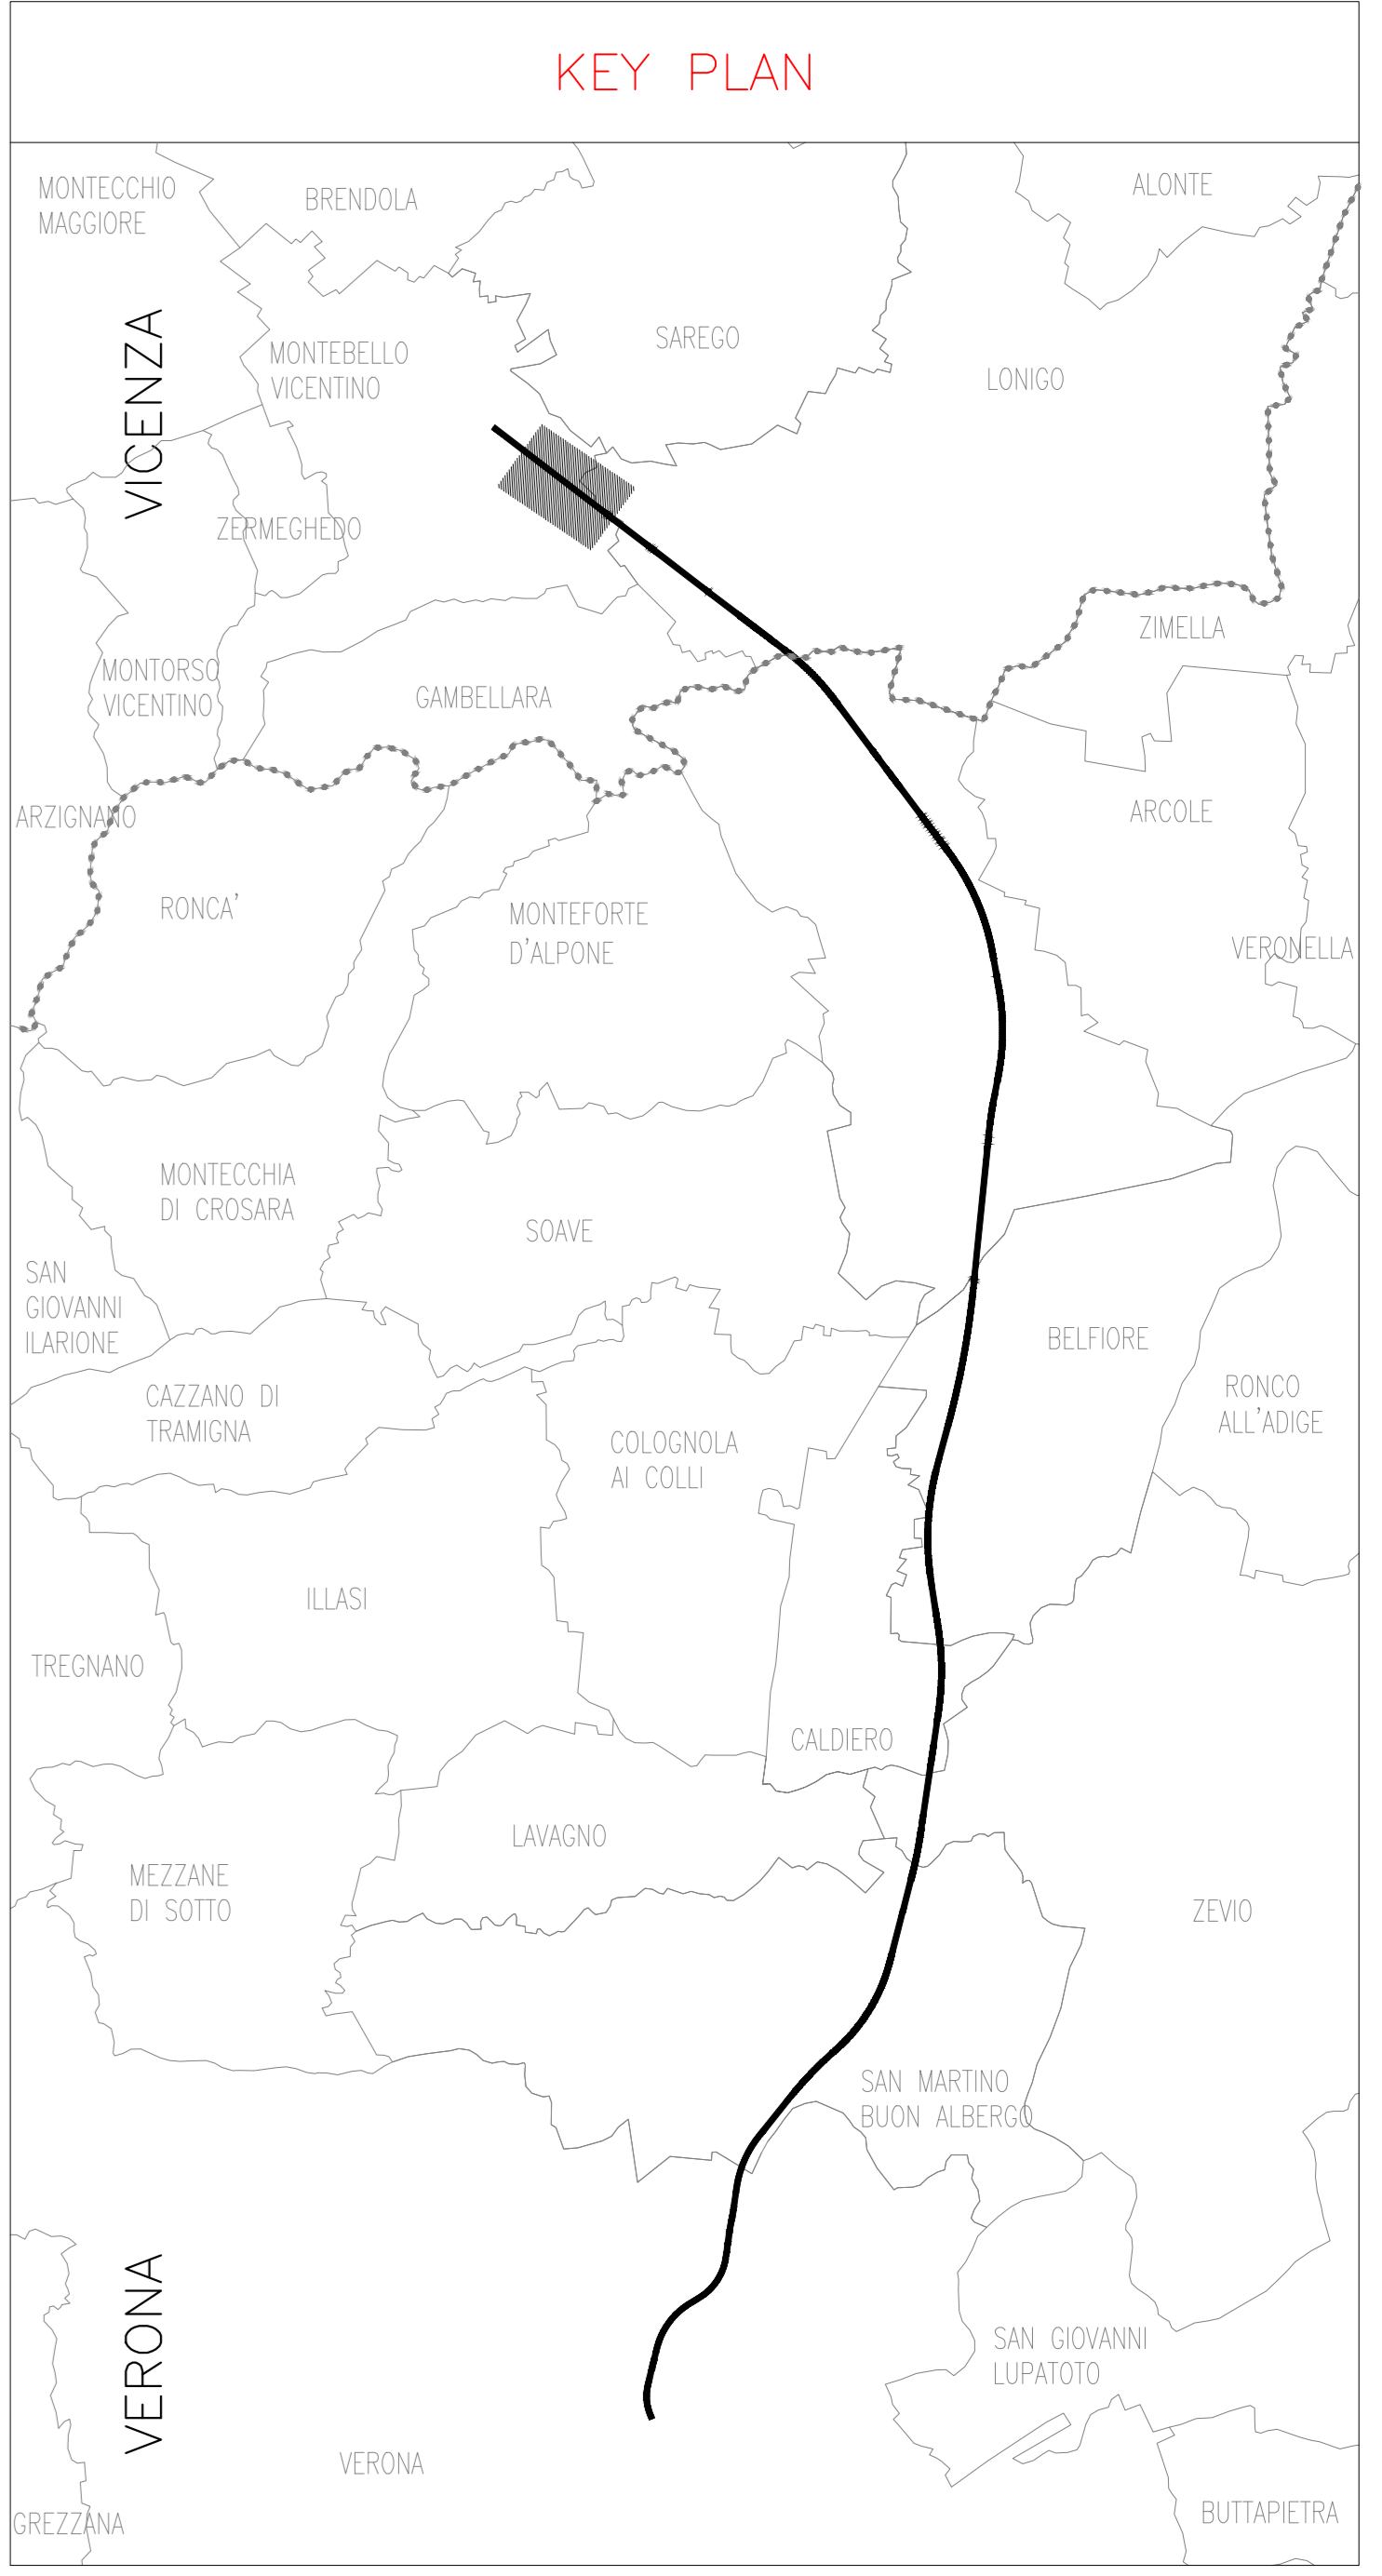 KEY PLAN
MONTECCHIO
MAGGIORE
BRENDOLA
ALONTE
VICENZA
MONTEBELLO
VICENTINO
SAREGO
LONIGO
ZERMEGHEDO
ZIMELLA
MONTORSO
VICENTINO
GAMBELLARA
ARZIGNANO
ARCOLE
RONCA'
MONTEFORTE
D'ALPONE
VERONELLA
MONTECCHIA
DI CROSARA
SOAVE
SAN
GIOVANNI
ILARIONE
BELFIORE
CAZZANO DI
TRAMIGNA
RONCO
ALL'ADIGE
COLOGNOLA
AI COLLI
ILLASI
TREGNANO
CALDIERO
LAVAGNO
MEZZANE
DI SOTTO
ZEVIO
SAN MARTINO
BUON ALBERGO
VERONA
SAN GIOVANNI
LUPATOTO
VERONA
BUTTAPIETRA
GREZZANA